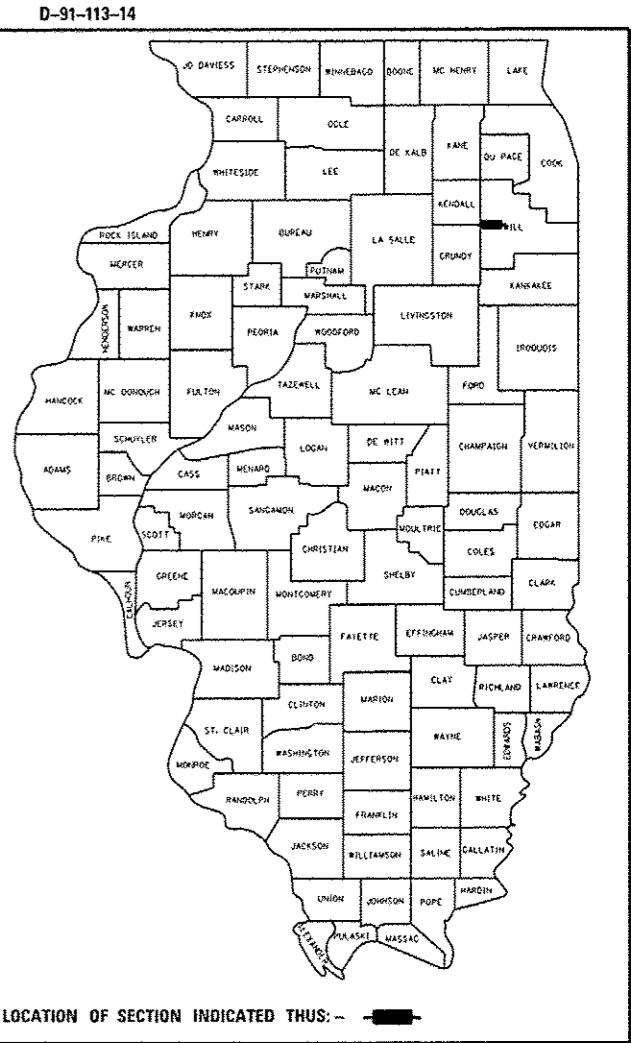 D-91-113-14
JO DAVIESS STEPHENSON WINNEBAGO BOONE MC HENRY LAKE
CARROLL OGLE DE KALB KANE DU PAGE COOK
WHITESIDE LEE
KENDALL
ROCK ISLAND HENRY BUREAU LA SALLE WILL
MERCER PUTNAM GRUNDY
STARK MARSHALL KANKAKEE
HENDERSON WARREN KNOX PEORIA WOODFORD LIVINGSTON IROQUOIS
HANCOCK MC DONOUGH FULTON TAZEWELL MC LEAN FORD
MASON
SCHUYLER LOGAN DE WITT CHAMPAIGN VERMILION
ADAMS BROWN CASS MENARD PIATT
MACON
PIKE SCOTT MORGAN SANGAMON MOULTRIE DOUGLAS EDGAR
CHRISTIAN COLES
CALHOUN GREENE MACOUPIN MONTGOMERY SHELBY CUMBERLAND CLARK
JERSEY
FAYETTE EFFINGHAM JASPER CRAWFORD
MADISON BOND
CLAY RICHLAND LAWRENCE
CLINTON MARION
ST. CLAIR WAYNE EDWARDS WABASH
MONROE WASHINGTON JEFFERSON
RANDOLPH PERRY HAMILTON WHITE
FRANKLIN
JACKSON WILLIAMSON SALINE GALLATIN
UNION JOHNSON POPE HARDIN
ALEXANDER PULASKI MASSAC
LOCATION OF SECTION INDICATED THUS: -